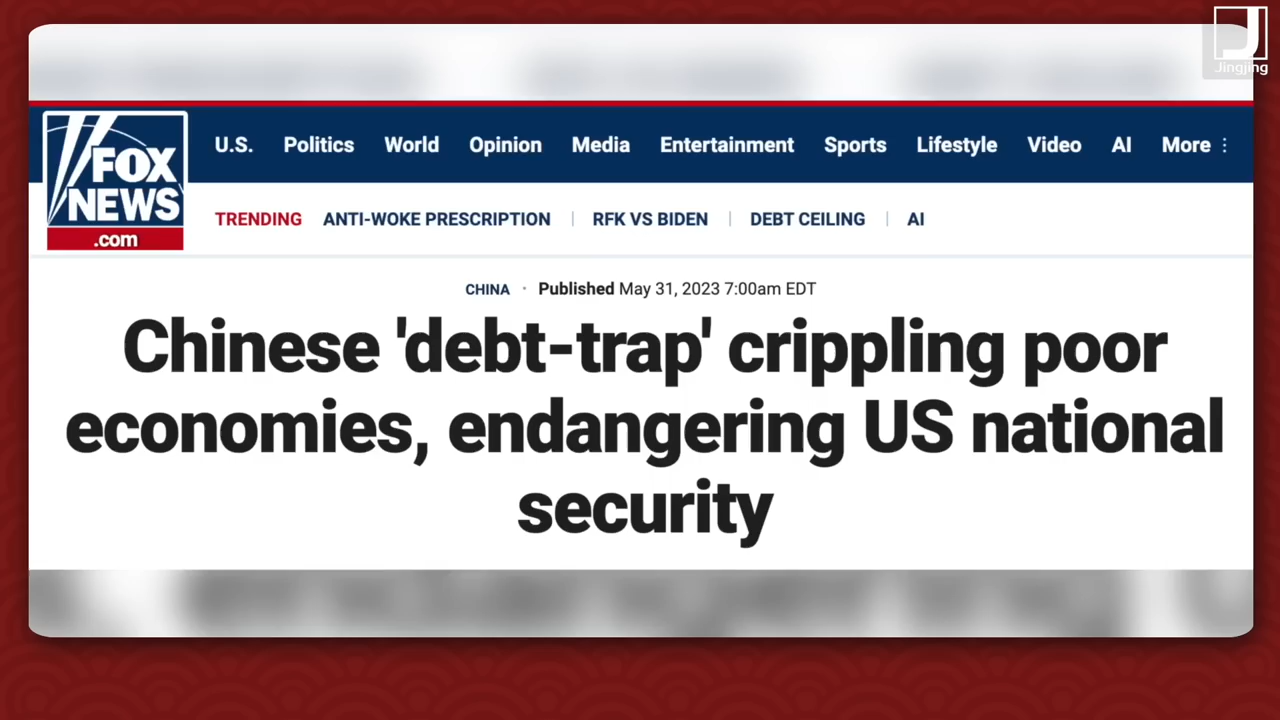 J
Jingjing
FOX
NEWS
.com
U.S. Politics World Opinion Media Entertainment Sports Lifestyle Video AI More
TRENDING ANTI-WOKE PRESCRIPTION RFK VS BIDEN DEBT CEILING AI
CHINA · Published May 31, 2023 7:00am EDT
Chinese 'debt-trap' crippling poor
economies, endangering US national
security